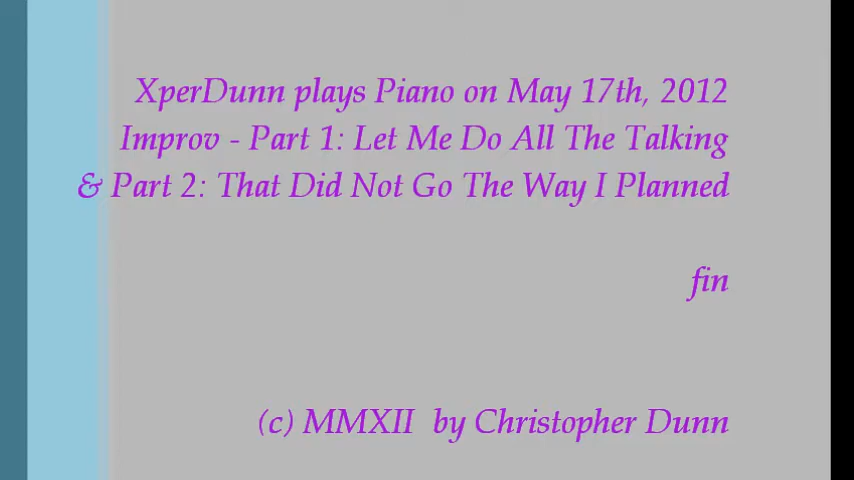 XperDunn plays Piano on May 17th, 2012
Improv - Part 1: Let Me Do All The Talking
& Part 2: That Did Not Go The Way I Planned
fin
(c) MMXII  by Christopher Dunn